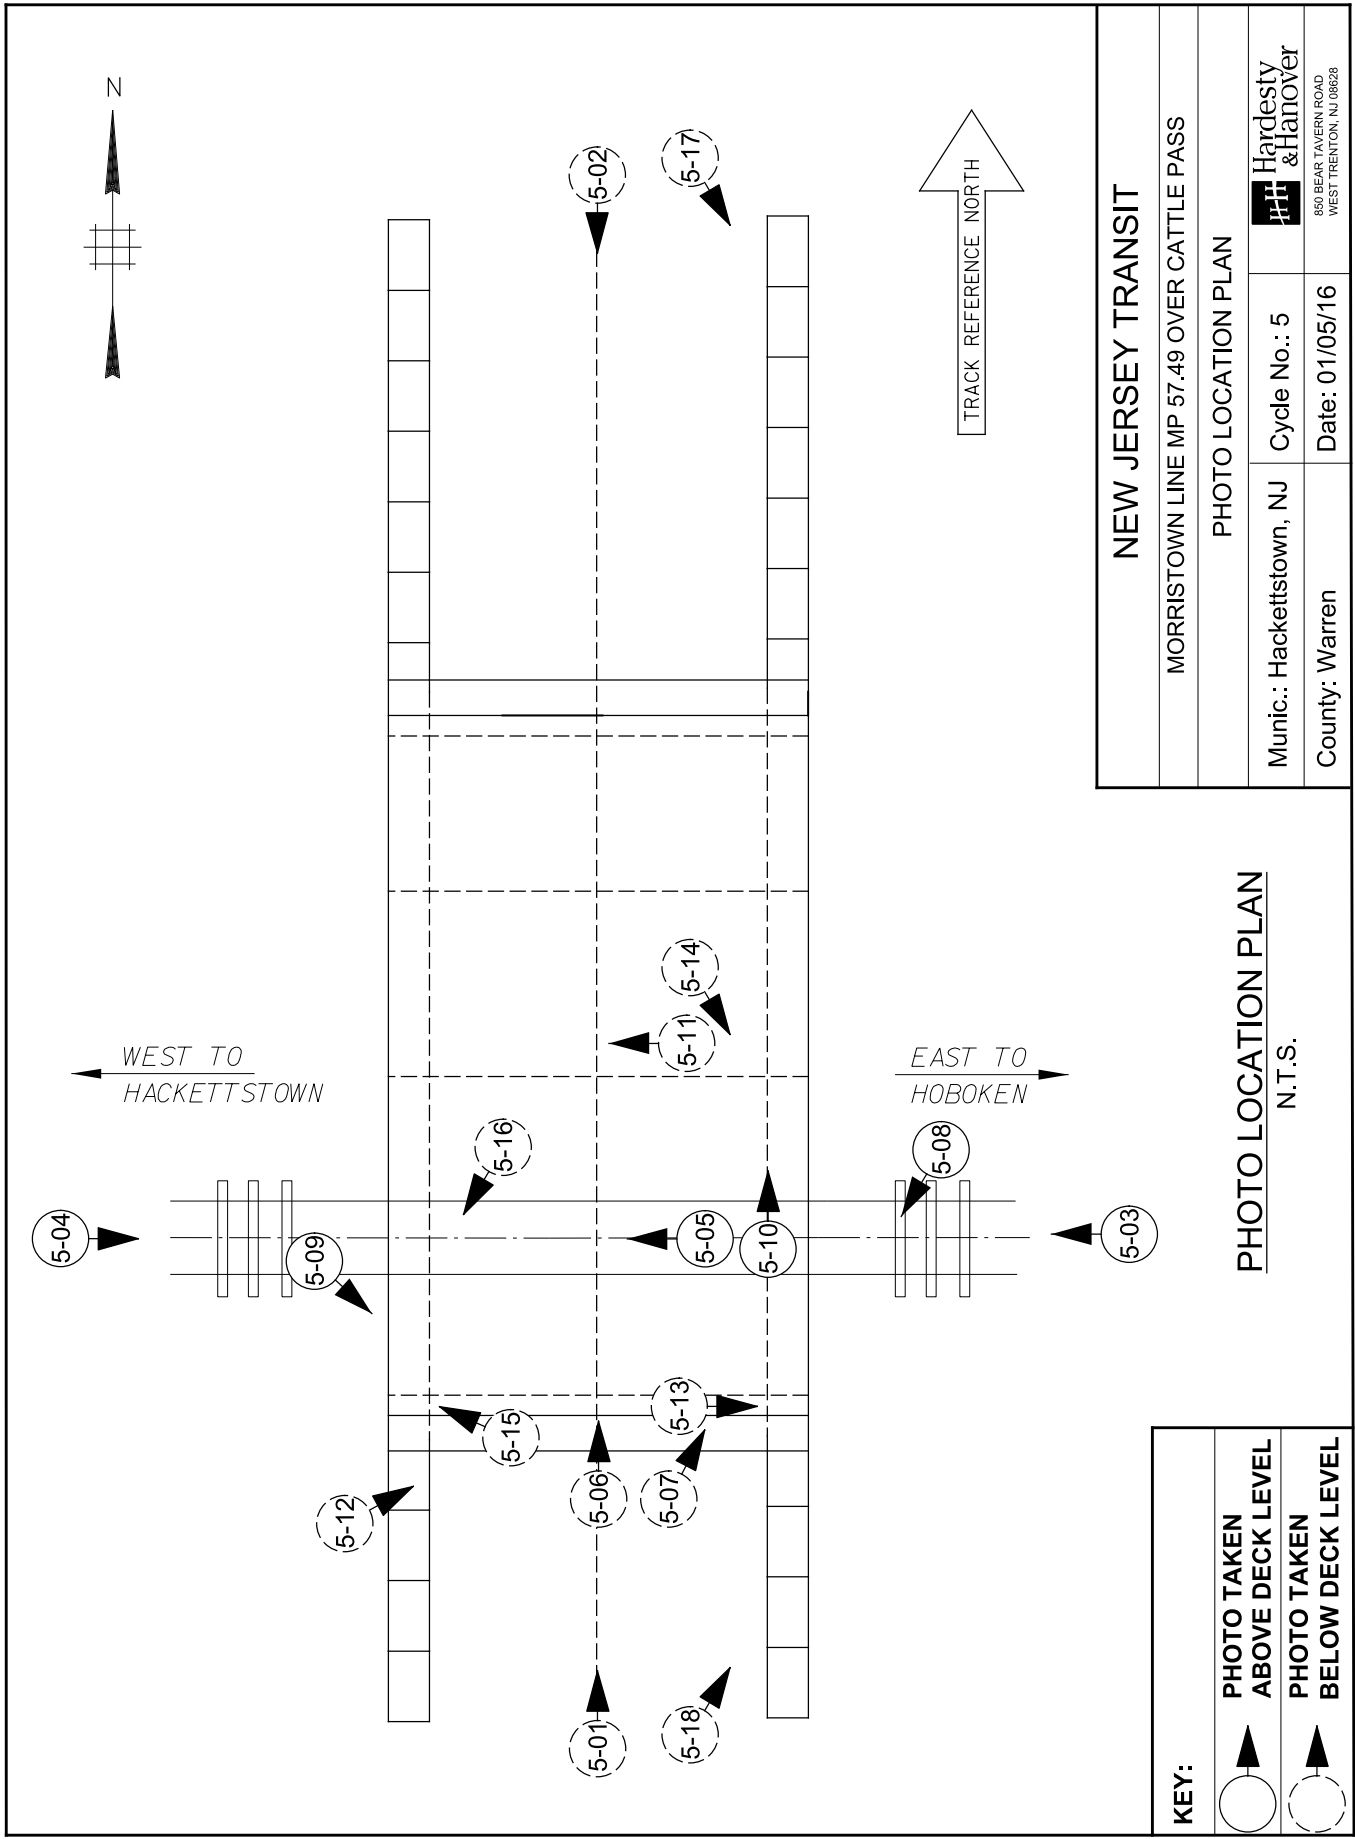 N
5-04
5-09
5-12
5-15
5-16
5-02
5-01
5-06
5-07
5-13
5-05
5-11
5-14
5-17
5-18
5-10
5-08
5-03
WEST TO
HACKETTSTOWN
EAST TO
HOBOKEN
TRACK REFERENCE NORTH
PHOTO LOCATION PLAN
N.T.S.
KEY:
PHOTO TAKEN
ABOVE DECK LEVEL
PHOTO TAKEN
BELOW DECK LEVEL
NEW JERSEY TRANSIT
MORRISTOWN LINE MP 57.49 OVER CATTLE PASS
PHOTO LOCATION PLAN
Munic.: Hackettstown, NJ
Cycle No.: 5
County: Warren
Date: 01/05/16
HH Hardesty
&Hanover
850 BEAR TAVERN ROAD
WEST TRENTON, NJ 08628